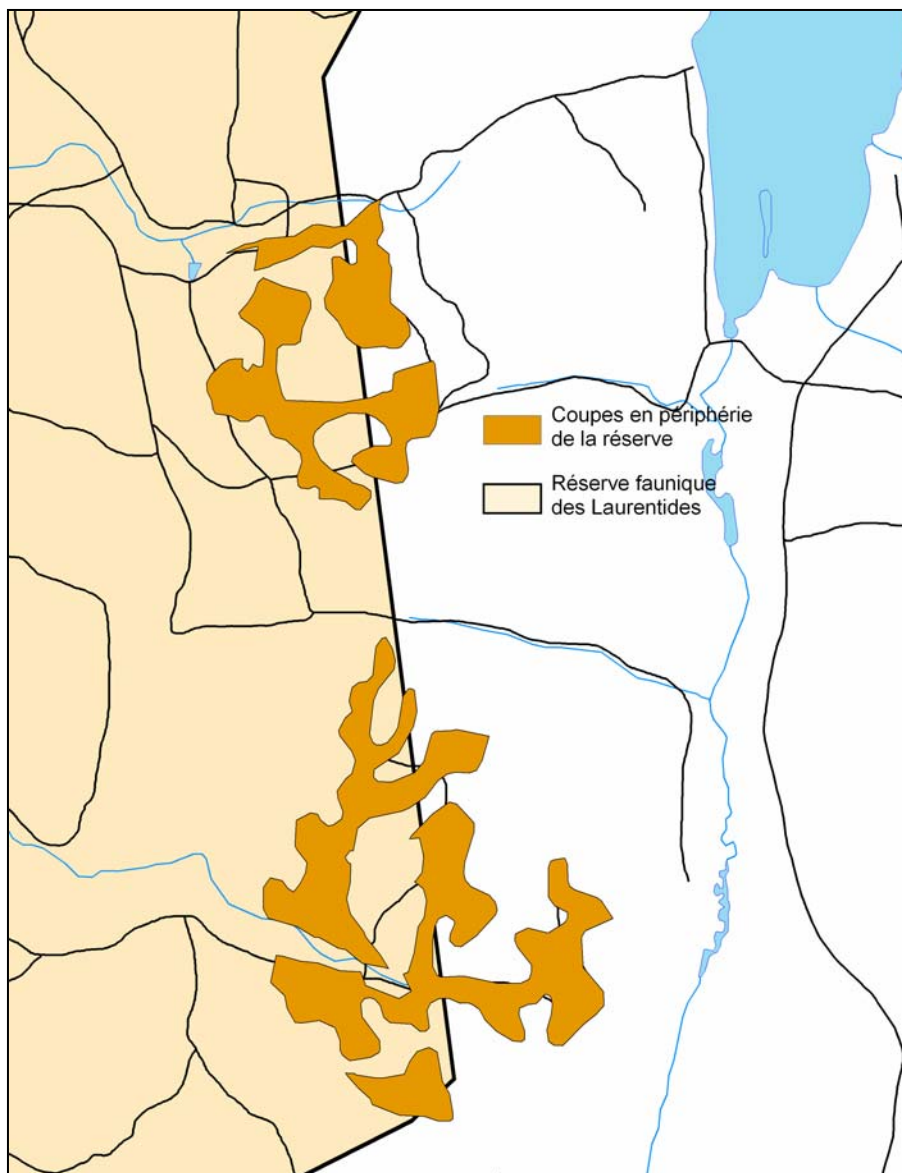 Coupes en périphérie
de la réserve
Réserve faunique
des Laurentides